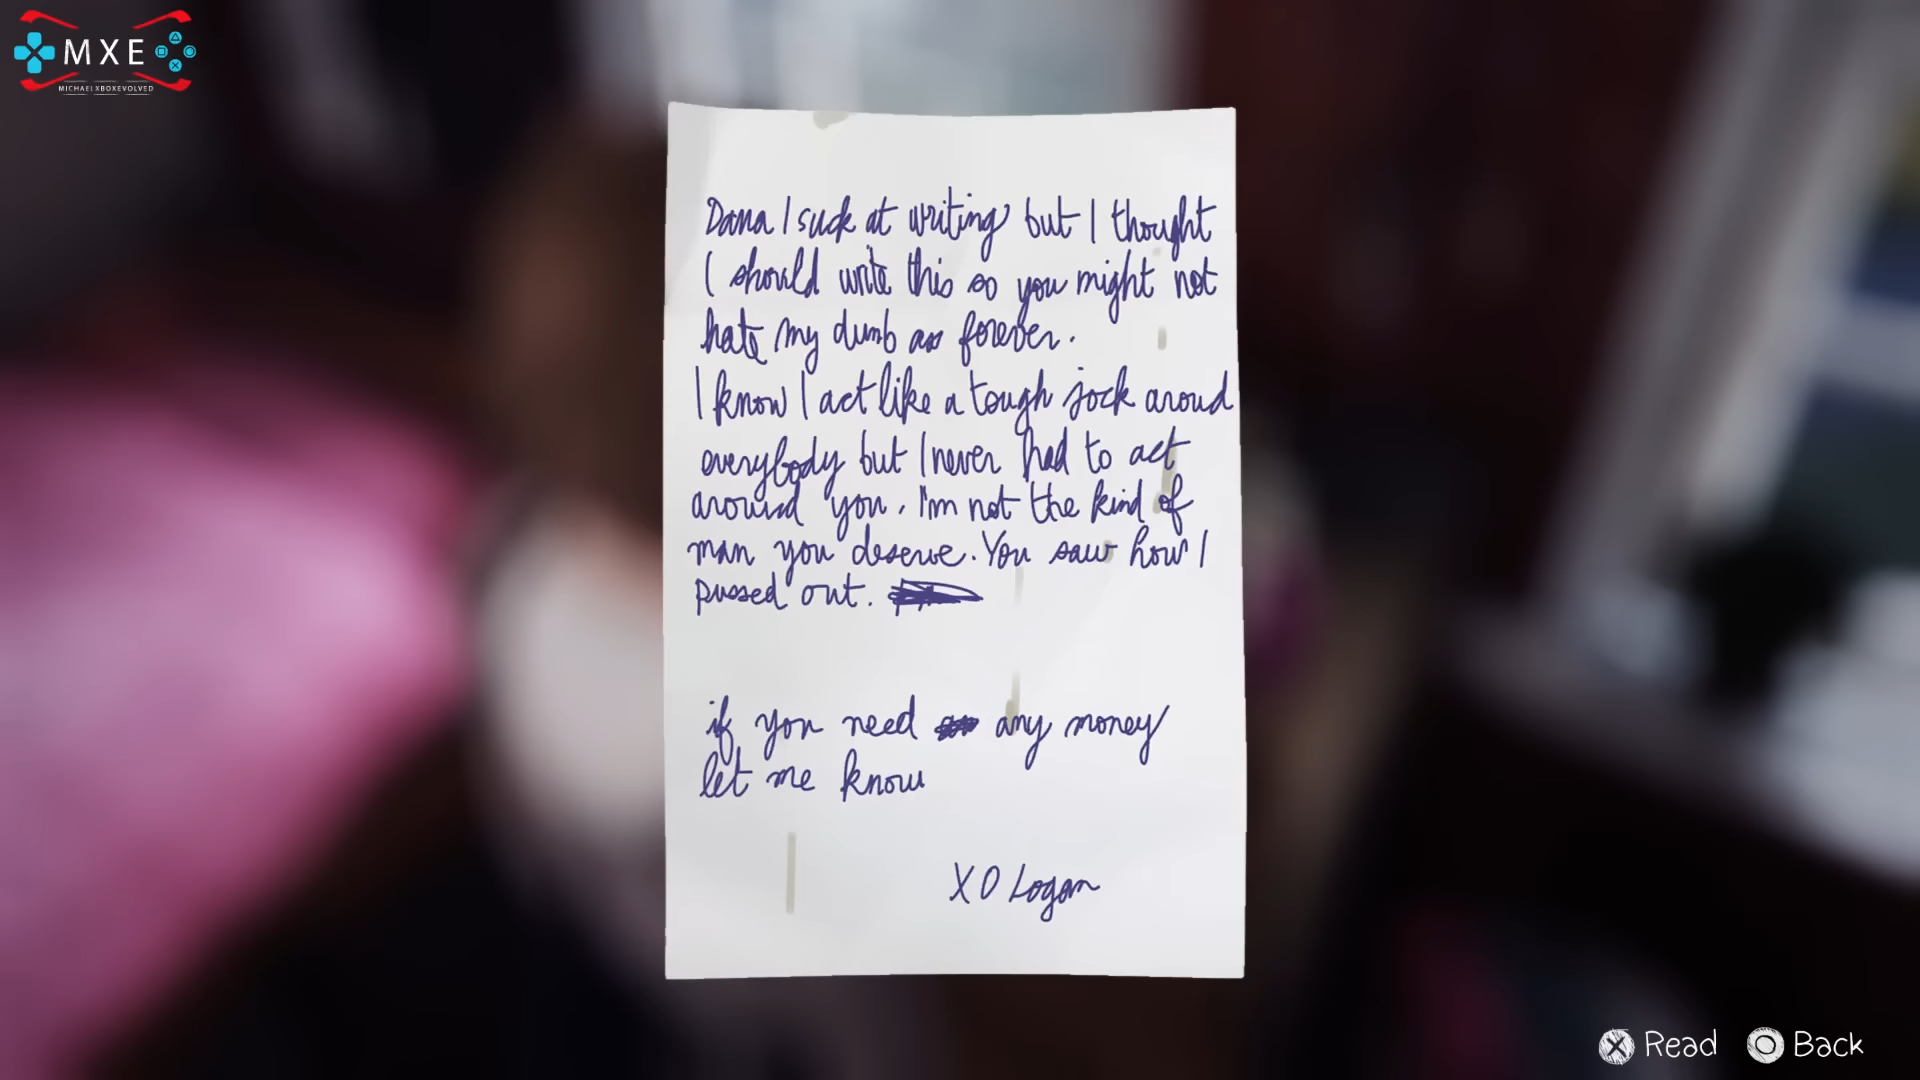 MXE
MICHAELXBOXEVOLVED
Dana I suck at writing but I thought
I should write this so you might not
hate my dumb ass forever.
I know I act like a tough jock aroud
everybody but I never had to act
around you. I'm not the kind of
man you deserve. You saw how I
pussed out.
if you need any money
let me know
XO Logan
Read Back